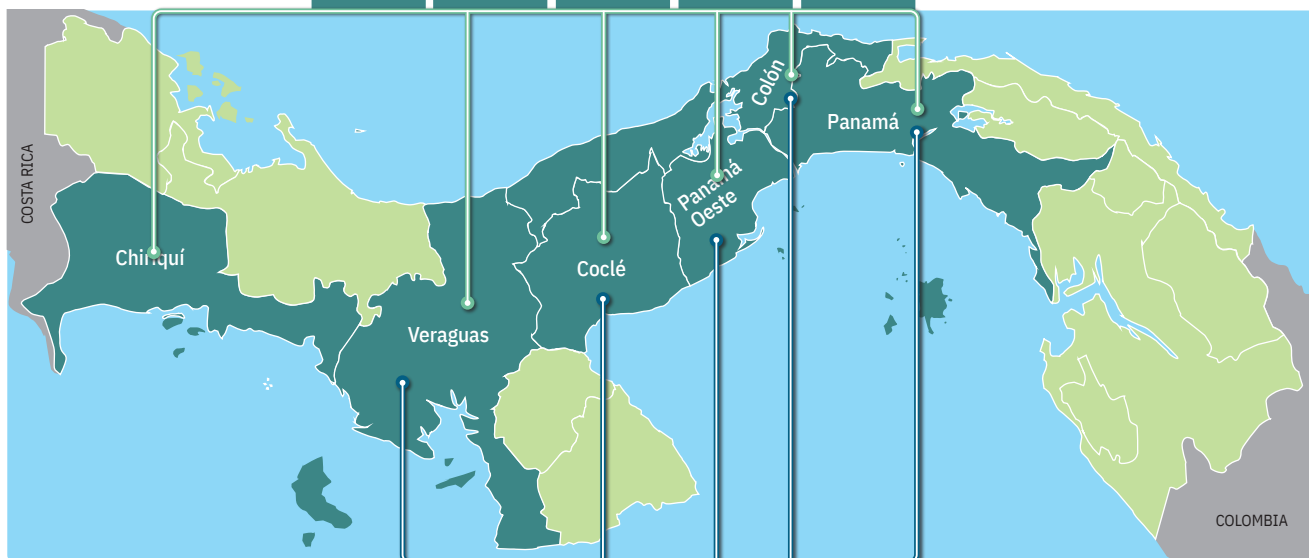 COSTA RICA
Chiriquí
Veraguas
Coclé
Panamá
Oeste
Colón
Panamá
COLOMBIA